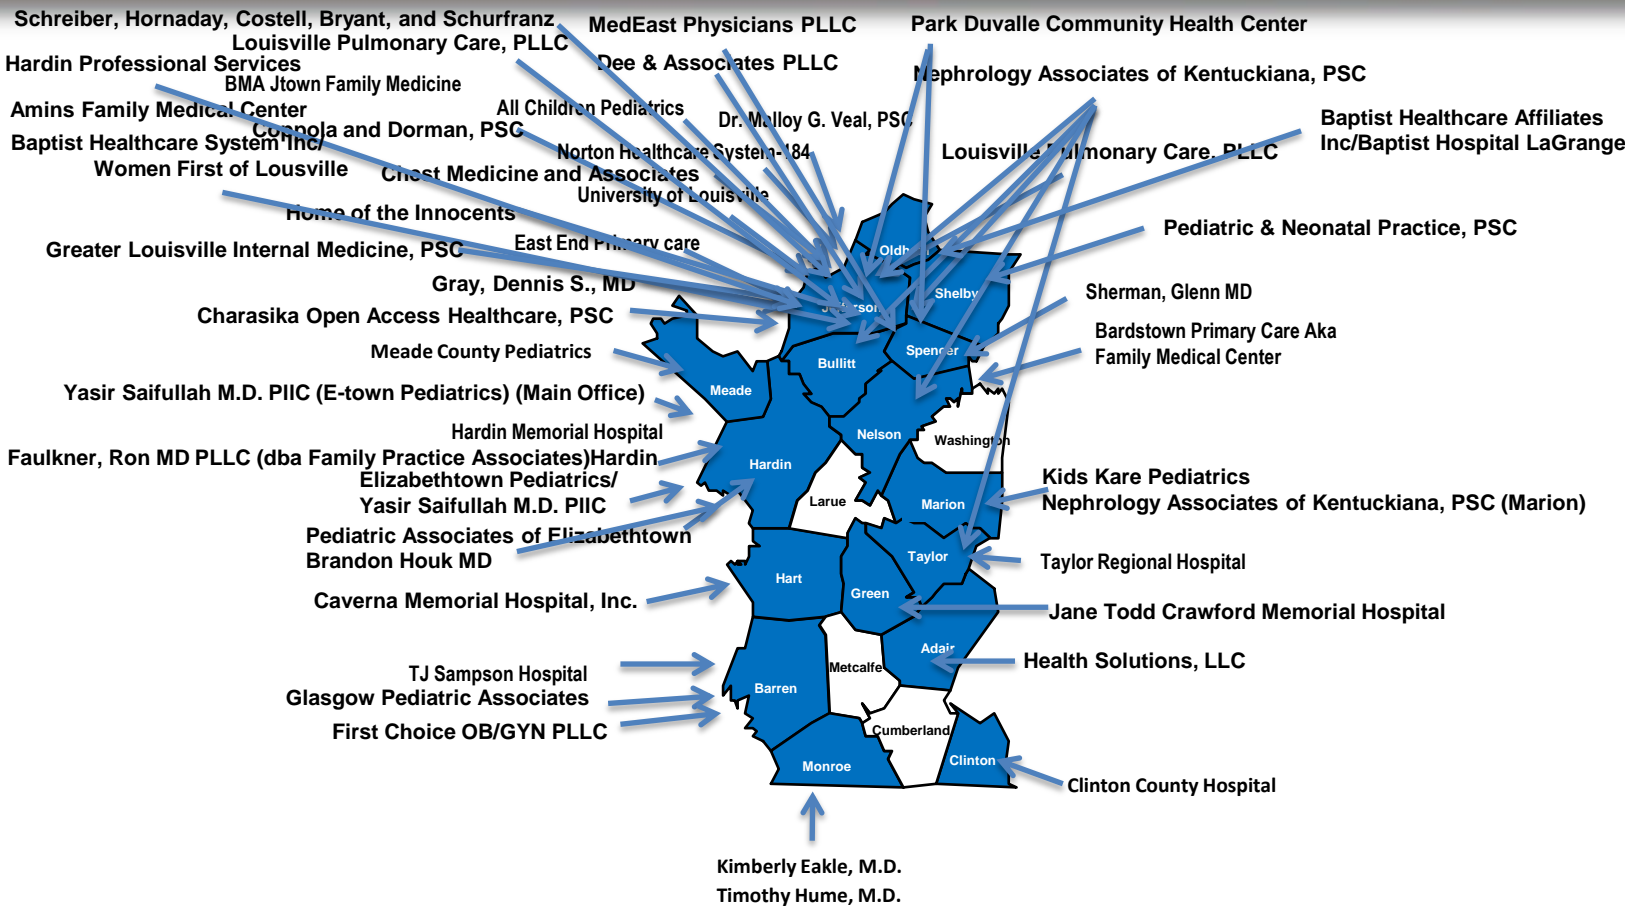 Schreiber, Hornaday, Costell, Bryant, and Schurfranz
MedEast Physicians PLLC
Park Duvalle Community Health Center
Louisville Pulmonary Care, PLLC
Hardin Professional Services
Dee & Associates PLLC
Nephrology Associates of Kentuckiana, PSC
BMA Jtown Family Medicine
Amins Family Medical Center
All Children Pediatrics
Dr. Malloy G. Veal, PSC
Baptist Healthcare Affiliates
Inc/Baptist Hospital LaGrange
Coppola and Dorman, PSC
Baptist Healthcare System Inc/
Women First of Lousville
Norton Healthcare System-184
Louisville Pulmonary Care, PLLC
Chest Medicine and Associates
University of Louisville
Home of the Innocents
Pediatric & Neonatal Practice, PSC
Greater Louisville Internal Medicine, PSC
East End Primary care
Gray, Dennis S., MD
Sherman, Glenn MD
Charasika Open Access Healthcare, PSC
Bardstown Primary Care Aka
Family Medical Center
Meade County Pediatrics
Yasir Saifullah M.D. PlIC (E-town Pediatrics) (Main Office)
Hardin Memorial Hospital
Faulkner, Ron MD PLLC (dba Family Practice Associates)Hardin
Elizabethtown Pediatrics/
Yasir Saifullah M.D. PlIC
Kids Kare Pediatrics
Nephrology Associates of Kentuckiana, PSC (Marion)
Pediatric Associates of Elizabethtown
Brandon Houk MD
Taylor Regional Hospital
Caverna Memorial Hospital, Inc.
Jane Todd Crawford Memorial Hospital
Health Solutions, LLC
TJ Sampson Hospital
Glasgow Pediatric Associates
First Choice OB/GYN PLLC
Clinton County Hospital
Kimberly Eakle, M.D.
Timothy Hume, M.D.
Shelby
Jefferson
Spencer
Bullitt
Meade
Nelson
Washington
Hardin
Larue
Marion
Taylor
Hart
Green
Adair
Metcalfe
Barren
Cumberland
Monroe
Clinton